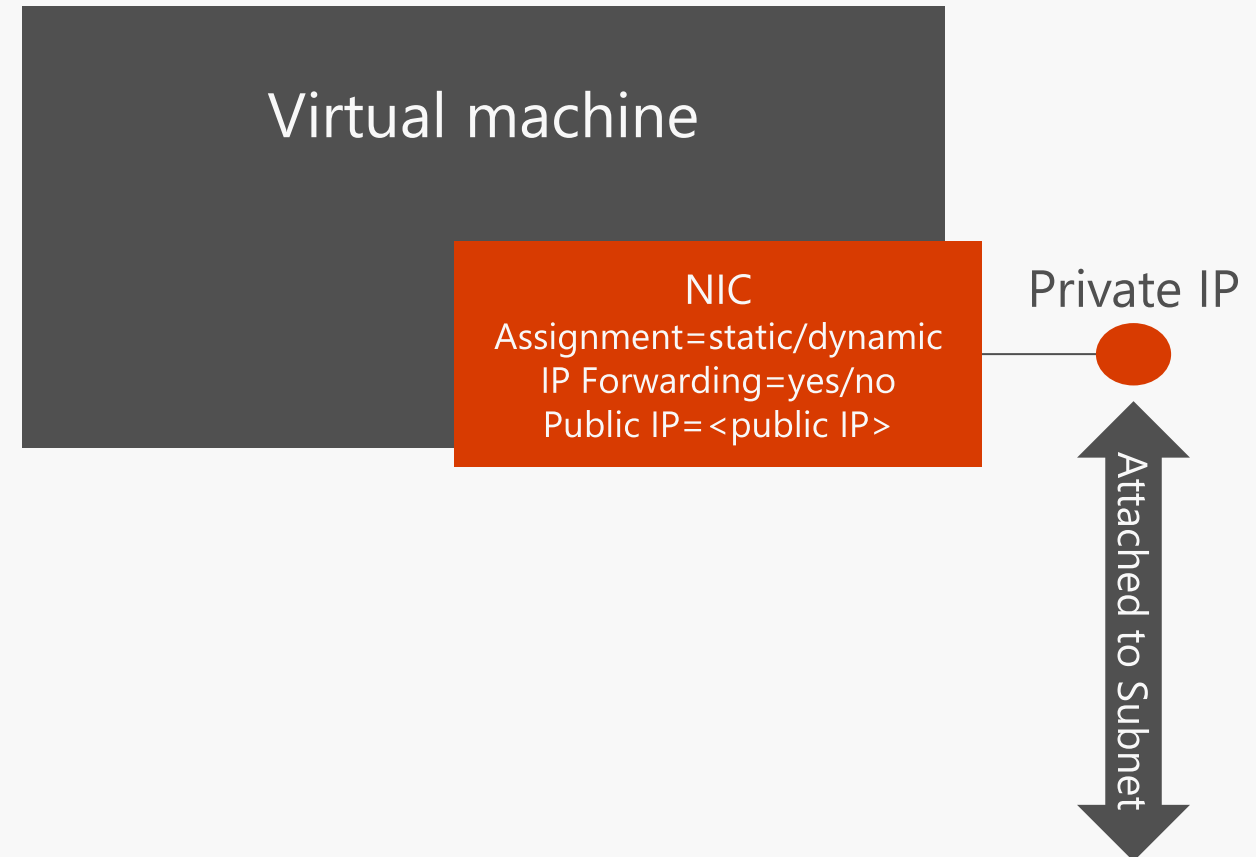 Virtual machine
NIC
Assignment=static/dynamic
IP Forwarding=yes/no
Public IP=<public IP>
Private IP
Attached to Subnet